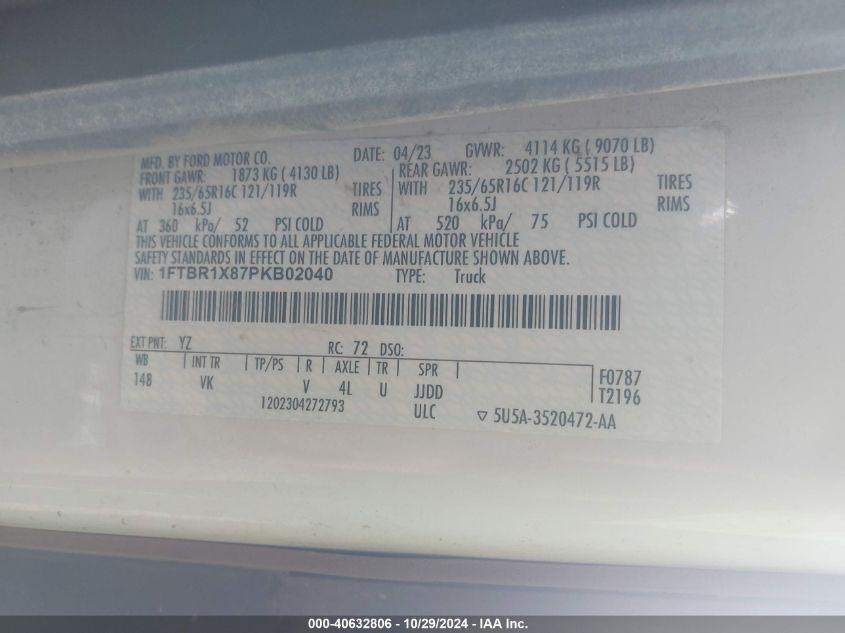 MFD. BY FORD MOTOR CO. DATE: 04/23 GVWR: 4114 KG ( 9070 LB)
FRONT GAWR: 1873 KG ( 4130 LB) REAR GAWR: 2502 KG ( 5515 LB)
WITH 235/65R16C 121/119R TIRES WITH 235/65R16C 121/119R TIRES
16x6.5J RIMS 16x6.5J RIMS
AT 360 kPa/ 52 PSI COLD AT 520 kPa/ 75 PSI COLD
THIS VEHICLE CONFORMS TO ALL APPLICABLE FEDERAL MOTOR VEHICLE
SAFETY STANDARDS IN EFFECT ON THE DATE OF MANUFACTURE SHOWN ABOVE.
VIN: 1FTBR1X87PKB02040 TYPE: Truck
EXT PNT: YZ RC: 72 DSO:
WB INT TR TP/PS R AXLE TR SPR F0787
148 VK V 4L U JJDD T2196
1202304272793 ULC ▽ 5U5A-3520472-AA
000-40632806 - 10/29/2024 - IAA Inc.